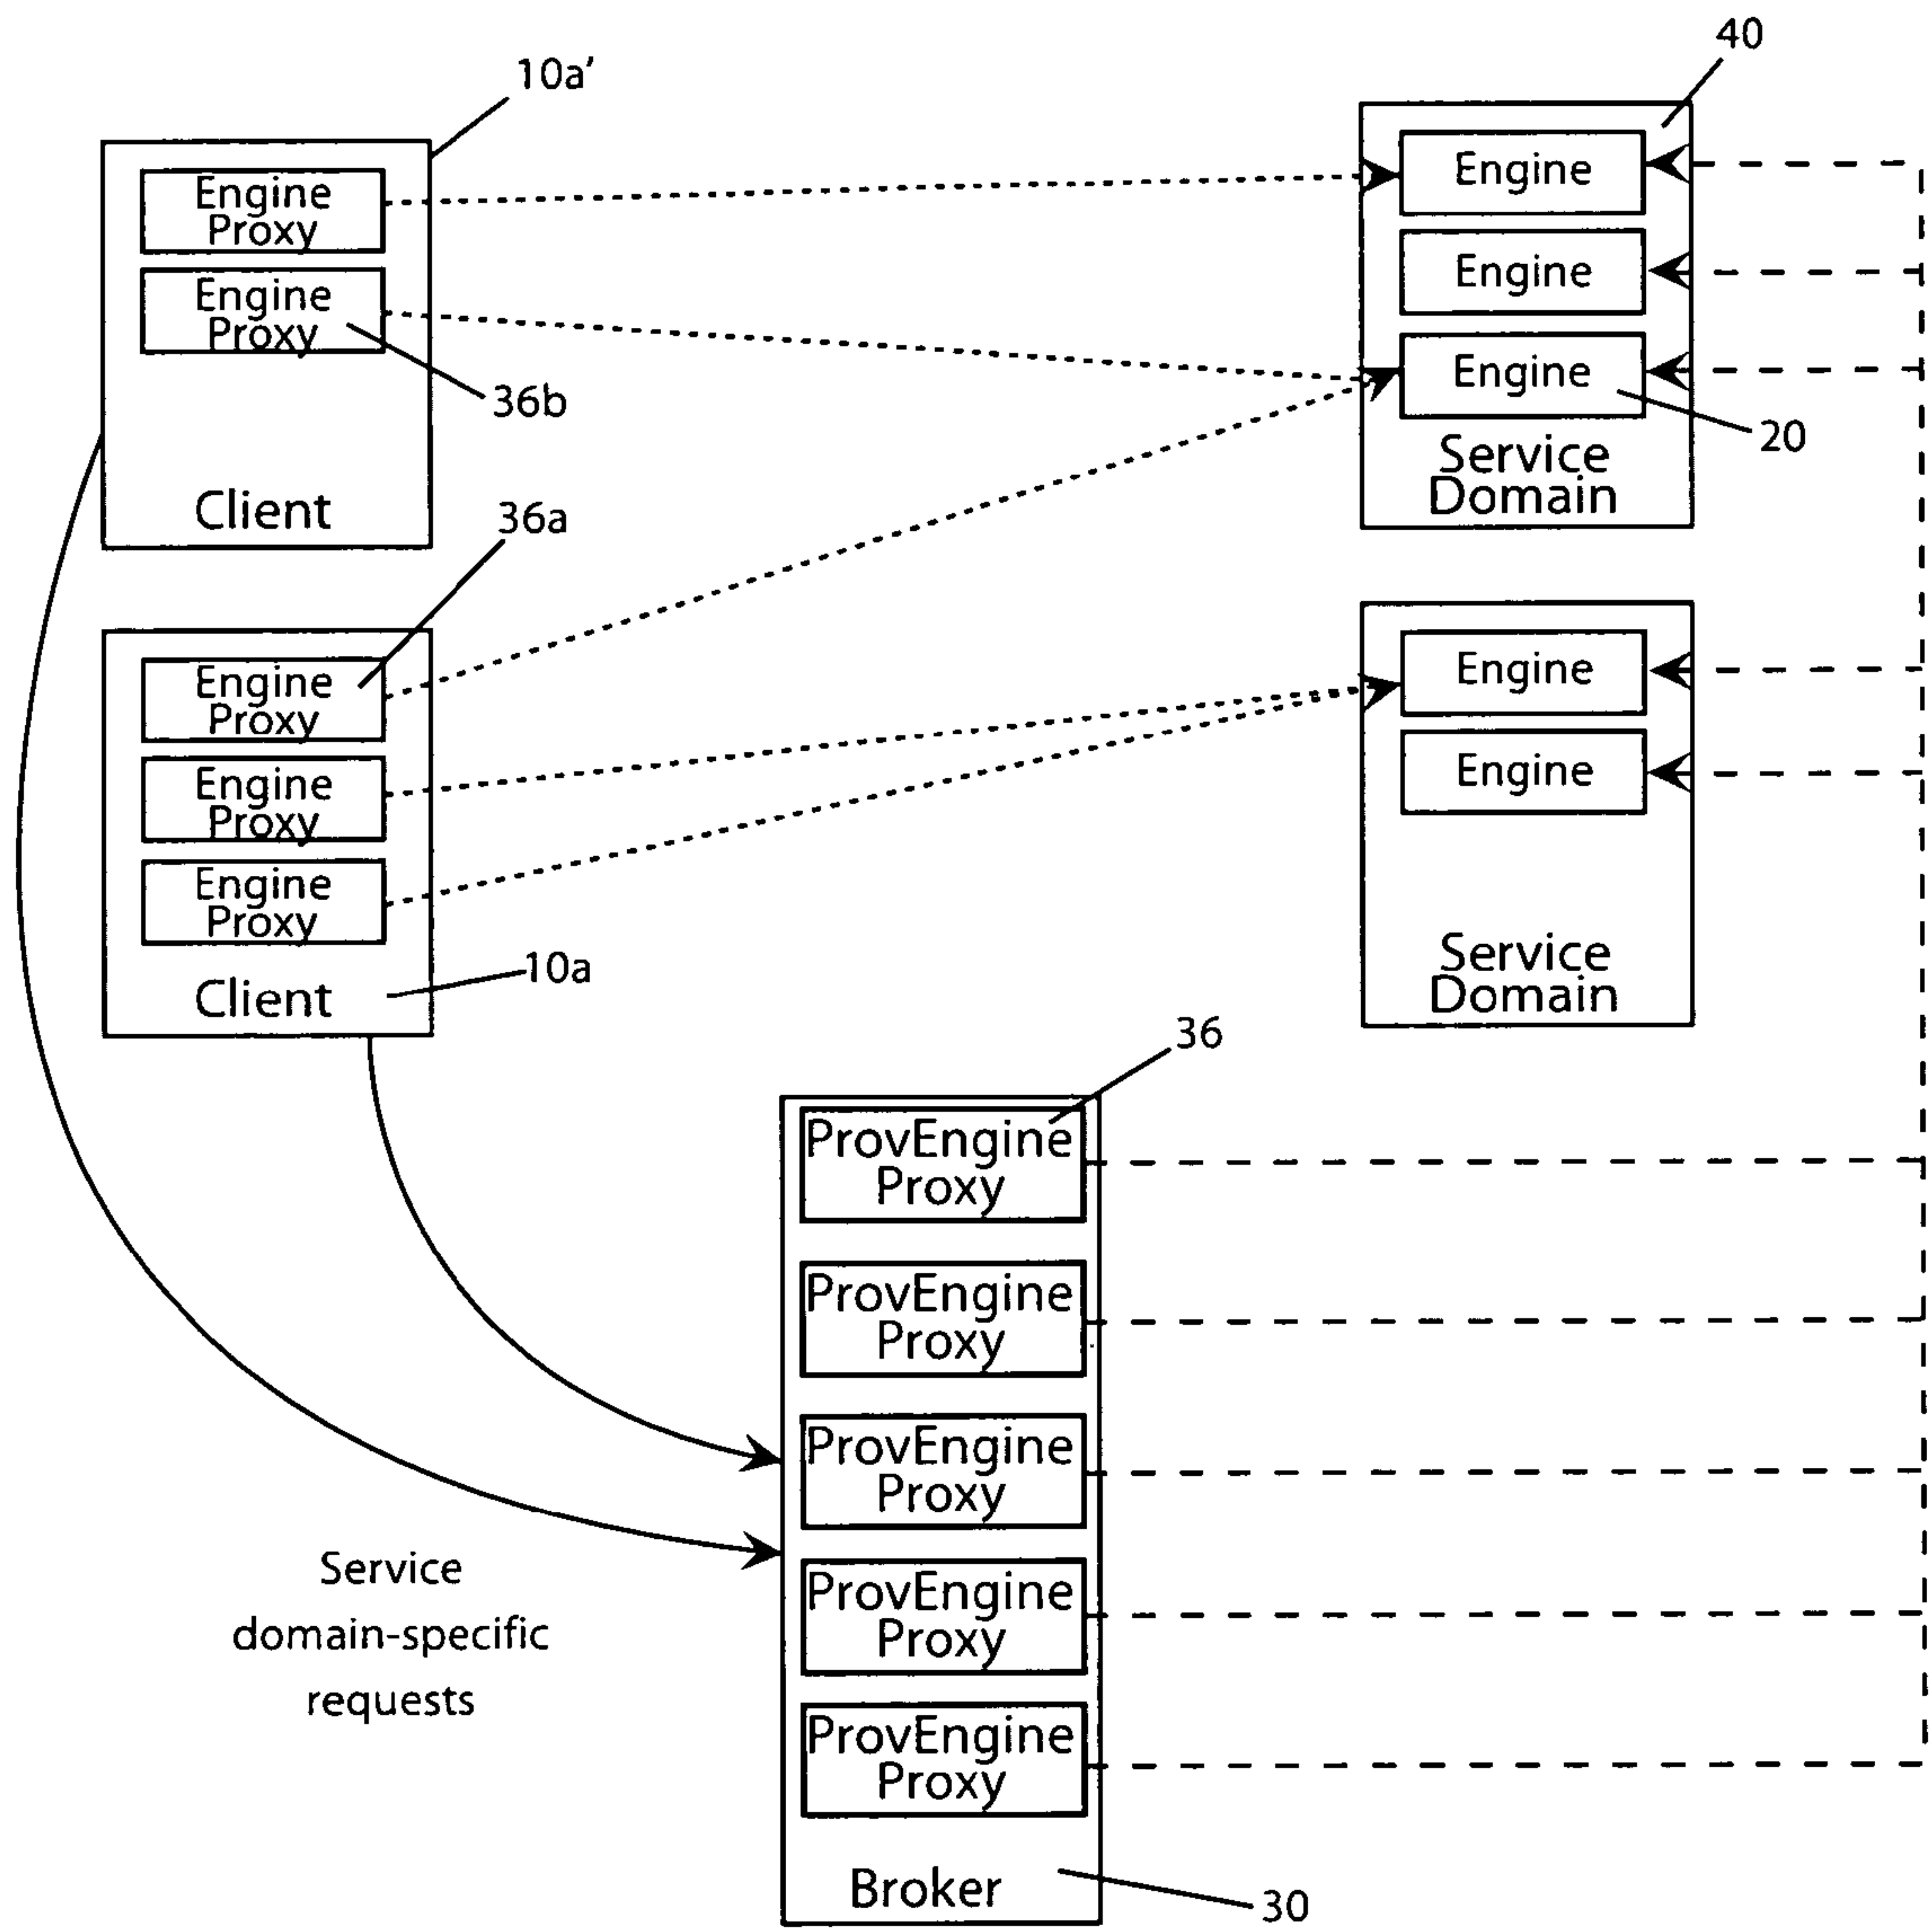 40
10a’
Engine
Proxy
Engine
Proxy
36b
Client
Engine
Engine
Engine
20
Service
Domain
36a
Engine
Proxy
Engine
Proxy
Engine
Proxy
Client
10a
Engine
Engine
Service
Domain
36
ProvEngine
Proxy
ProvEngine
Proxy
ProvEngine
Proxy
ProvEngine
Proxy
ProvEngine
Proxy
Broker
30
Service
domain-specific
requests